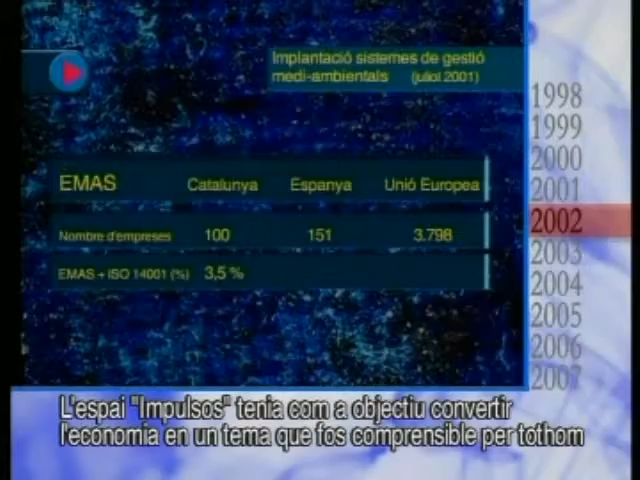 Implantació sistemes de gestió
medi-ambientals (juliol 2001)
EMAS Catalunya Espanya Unió Europea
Nombre d'empreses 100 151 3.798
EMAS + ISO 14001 (%) 3,5 %
1998
1999
2000
2001
2002
2003
2004
2005
2006
2007
L'espai "Impulsos" tenia com a objectiu convertir
l'economia en un tema que fos comprensible per tothom